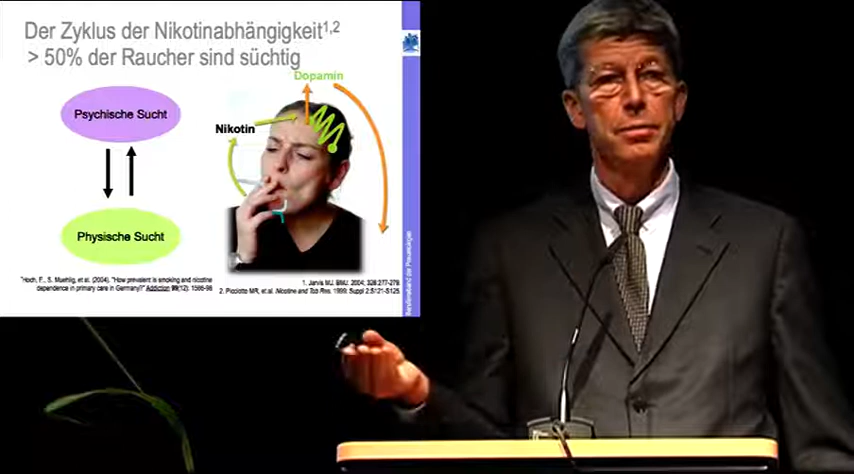 Der Zyklus der Nikotinabhängigkeit1,2
> 50% der Raucher sind süchtig
Dopamin
Psychische Sucht
Nikotin
Physische Sucht
1. Jarvis BMJ. 2004; 328:277-279
2. Picciotto MR, et al. Nicotine and Tob Res. 1999: Suppl 2:S121-S125.
*Hoch, F., S. Muehlig, et al. (2004). "How prevalent is smoking and nicotine
dependence in primary care in Germany?" Addiction 99(12): 1586-98